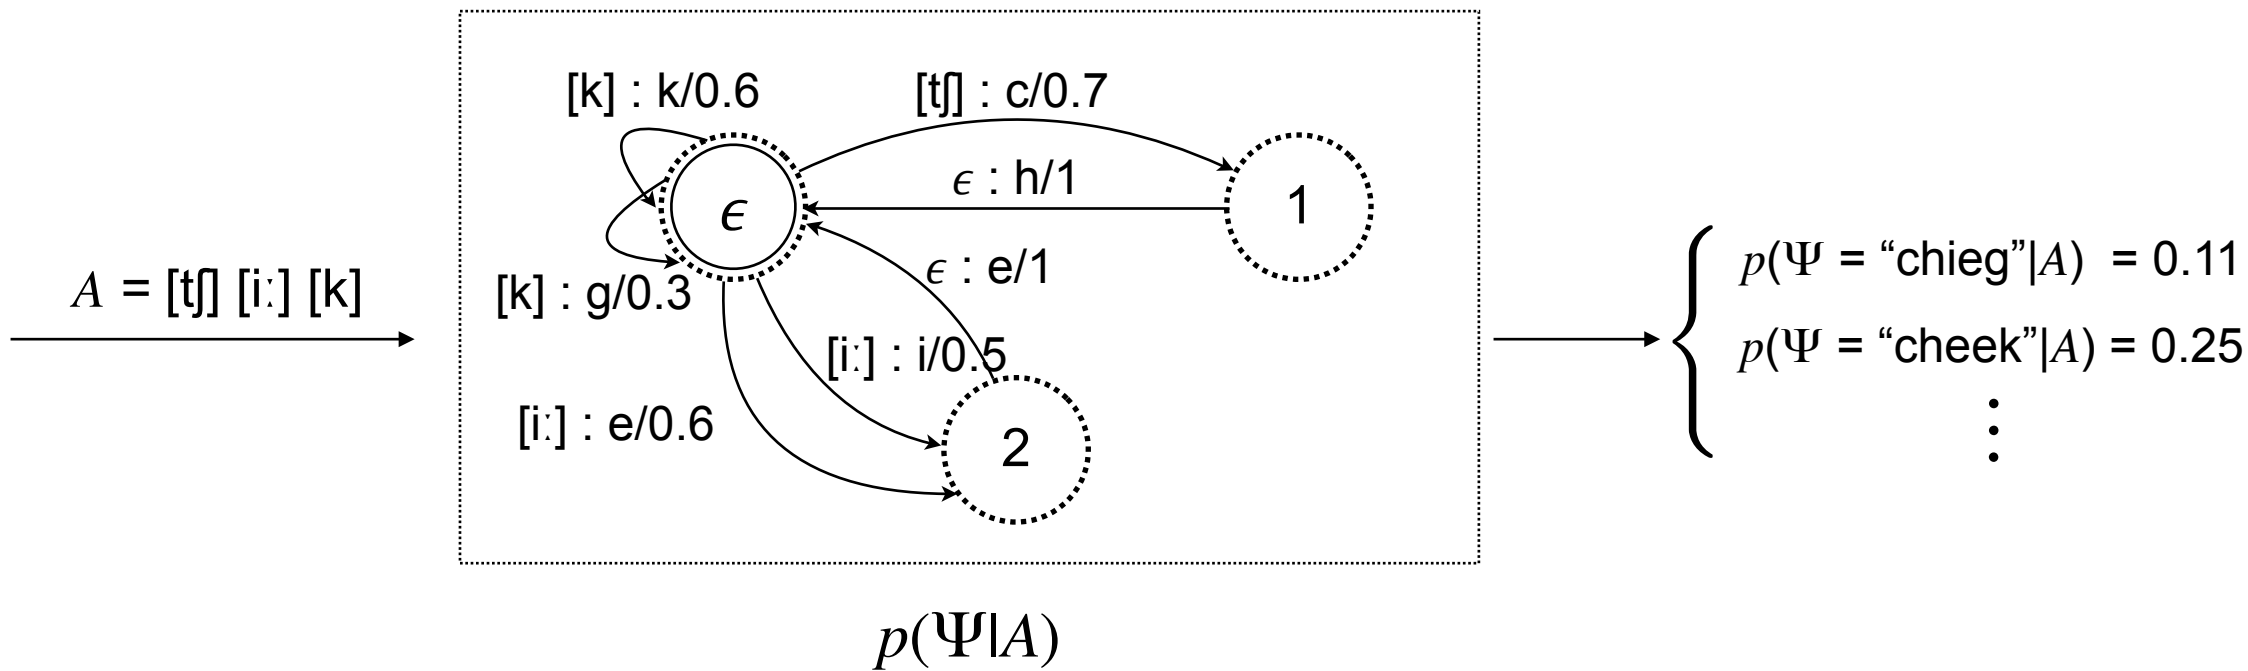 A = [tʃ] [iː] [k]
[k] : k/0.6
[tʃ] : c/0.7
ϵ : h/1
ϵ
1
ϵ : e/1
[k] : g/0.3
[iː] : i/0.5
[iː] : e/0.6
2
p(Ψ = “chieg”|A) = 0.11
p(Ψ = “cheek”|A) = 0.25
p(Ψ|A)